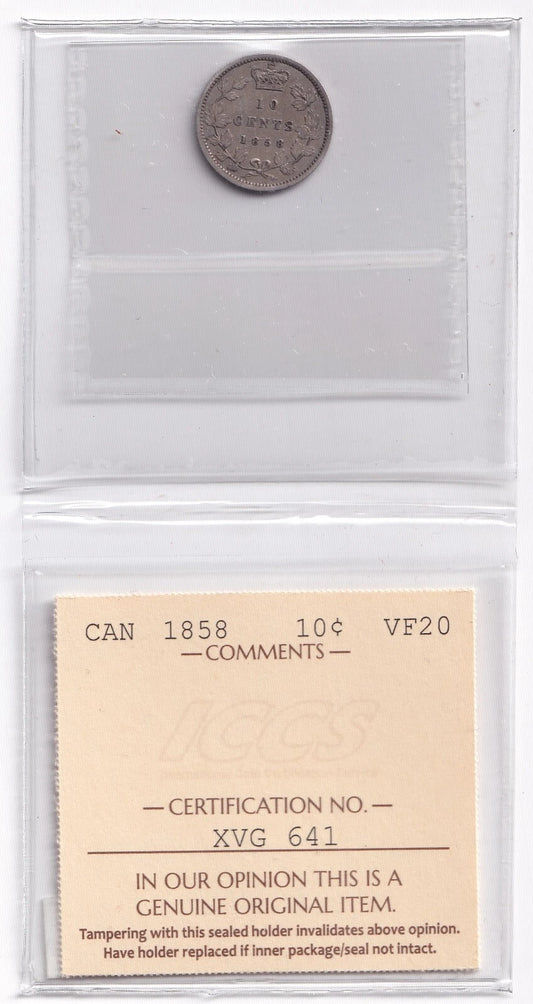 10
CENTS
1858
CAN 1858 10¢ VF20
— COMMENTS —
ICCS
— CERTIFICATION NO. —
XVG 641
IN OUR OPINION THIS IS A
GENUINE ORIGINAL ITEM.
Tampering with this sealed holder invalidates above opinion.
Have holder replaced if inner package/seal not intact.